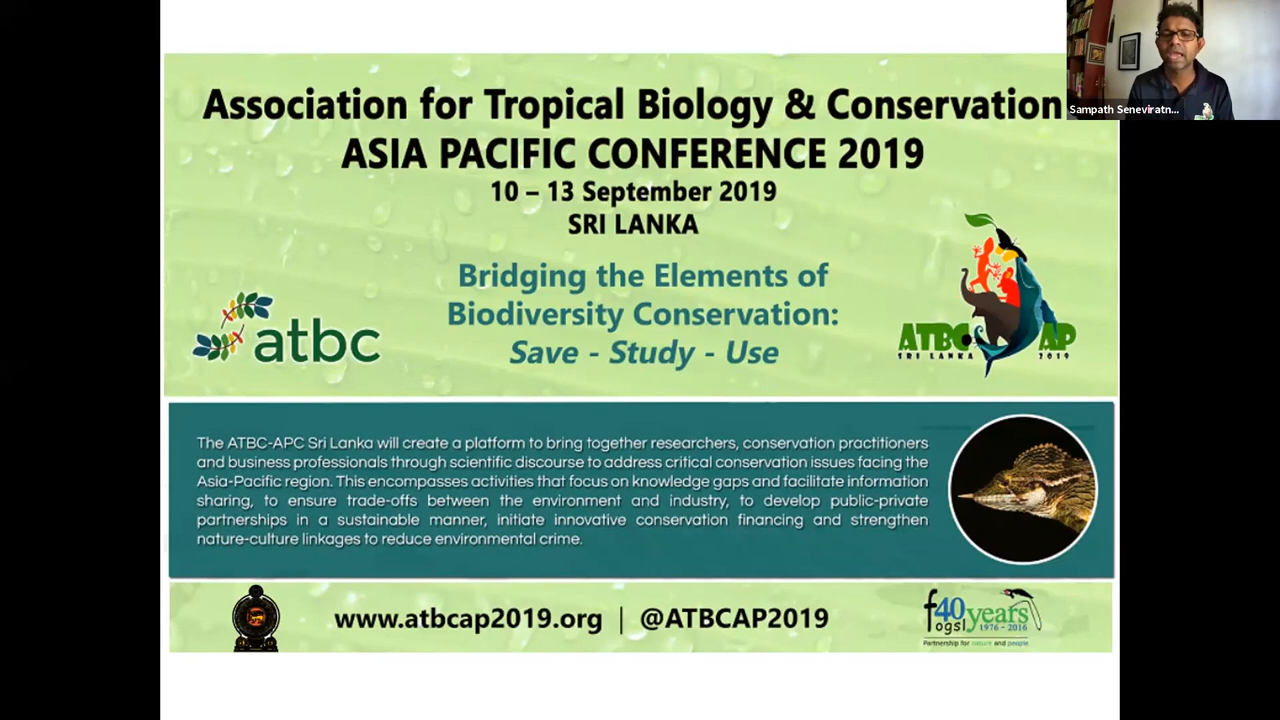 Association for Tropical Biology & Conservation
ASIA PACIFIC CONFERENCE 2019
10 – 13 September 2019
SRI LANKA
Bridging the Elements of
Biodiversity Conservation:
Save - Study - Use
atbc
ATBC AP
SRI LANKA 2019
The ATBC-APC Sri Lanka will create a platform to bring together researchers, conservation practitioners
and business professionals through scientific discourse to address critical conservation issues facing the
Asia-Pacific region. This encompasses activities that focus on knowledge gaps and facilitate information
sharing, to ensure trade-offs between the environment and industry, to develop public-private
partnerships in a sustainable manner, initiate innovative conservation financing and strengthen
nature-culture linkages to reduce environmental crime.
www.atbcap2019.org | @ATBCAP2019
fogsl 40 years
1976 - 2016
Partnership for nature and people
Sampath Seneviratn...